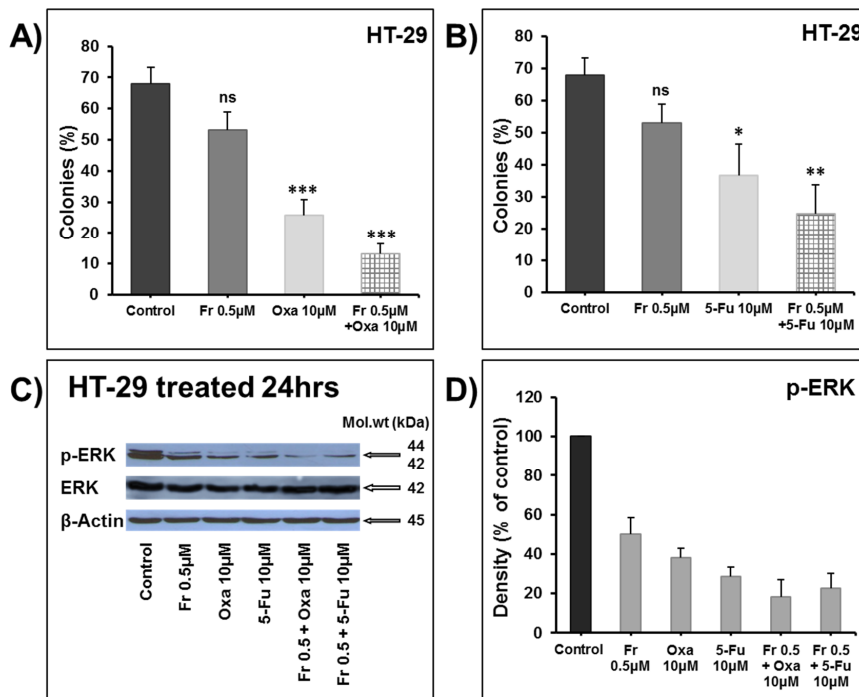 A)
HT-29
Colonies (%)
80
70
60
50
40
30
20
10
0
ns
***
***
Control
Fr 0.5µM
Oxa 10µM
Fr 0.5µM
+Oxa 10µM
B)
HT-29
Colonies (%)
80
70
60
50
40
30
20
10
0
ns
*
**
Control
Fr 0.5µM
5-Fu 10µM
Fr 0.5µM
+5-Fu 10µM
C)
HT-29 treated 24hrs
Mol.wt (kDa)
p-ERK
44
42
ERK
42
β-Actin
45
Control
Fr 0.5µM
Oxa 10µM
5-Fu 10µM
Fr 0.5 + Oxa 10µM
Fr 0.5 + 5-Fu 10µM
D)
p-ERK
Density (% of control)
120
100
80
60
40
20
0
Control
Fr
0.5µM
Oxa
10µM
5-Fu
10µM
Fr 0.5
+ Oxa
10µM
Fr 0.5
+ 5-Fu
10µM